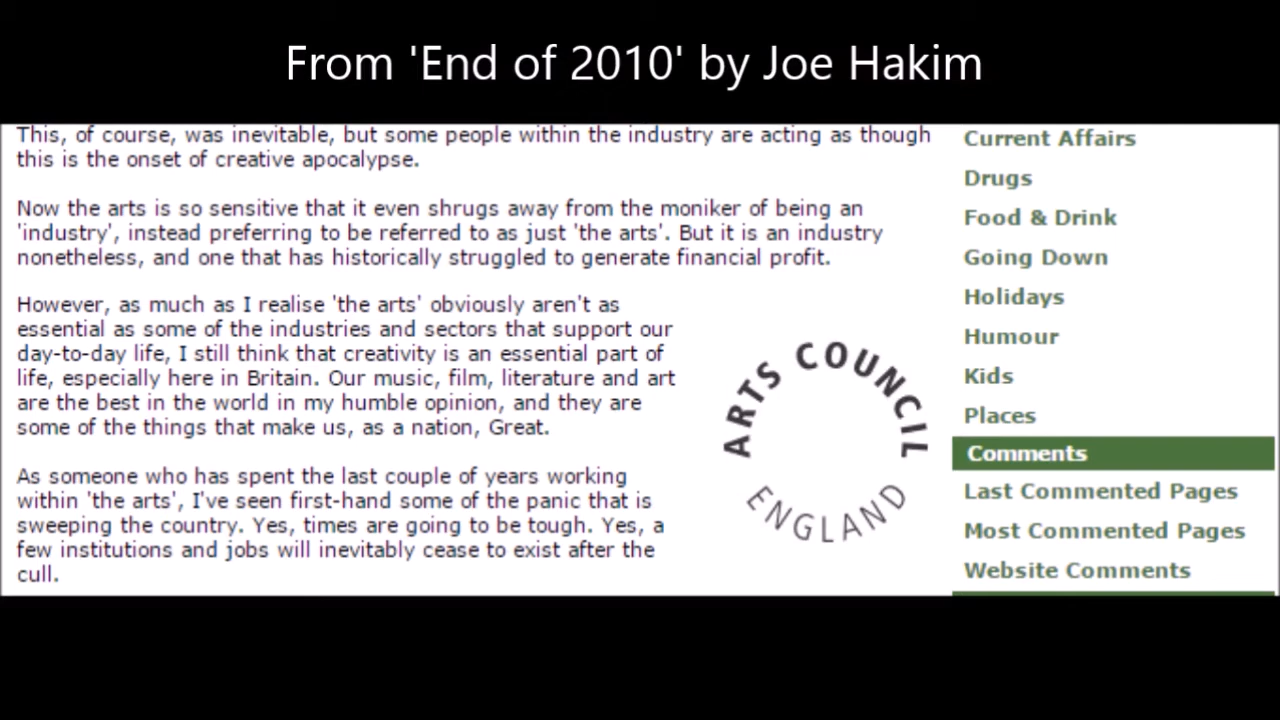 From 'End of 2010' by Joe Hakim
This, of course, was inevitable, but some people within the industry are acting as though
this is the onset of creative apocalypse.
Now the arts is so sensitive that it even shrugs away from the moniker of being an
'industry', instead preferring to be referred to as just 'the arts'. But it is an industry
nonetheless, and one that has historically struggled to generate financial profit.
However, as much as I realise 'the arts' obviously aren't as
essential as some of the industries and sectors that support our
day-to-day life, I still think that creativity is an essential part of
life, especially here in Britain. Our music, film, literature and art
are the best in the world in my humble opinion, and they are
some of the things that make us, as a nation, Great.
As someone who has spent the last couple of years working
within 'the arts', I've seen first-hand some of the panic that is
sweeping the country. Yes, times are going to be tough. Yes, a
few institutions and jobs will inevitably cease to exist after the
cull.
ARTS COUNCIL
ENGLAND
Current Affairs
Drugs
Food & Drink
Going Down
Holidays
Humour
Kids
Places
Comments
Last Commented Pages
Most Commented Pages
Website Comments